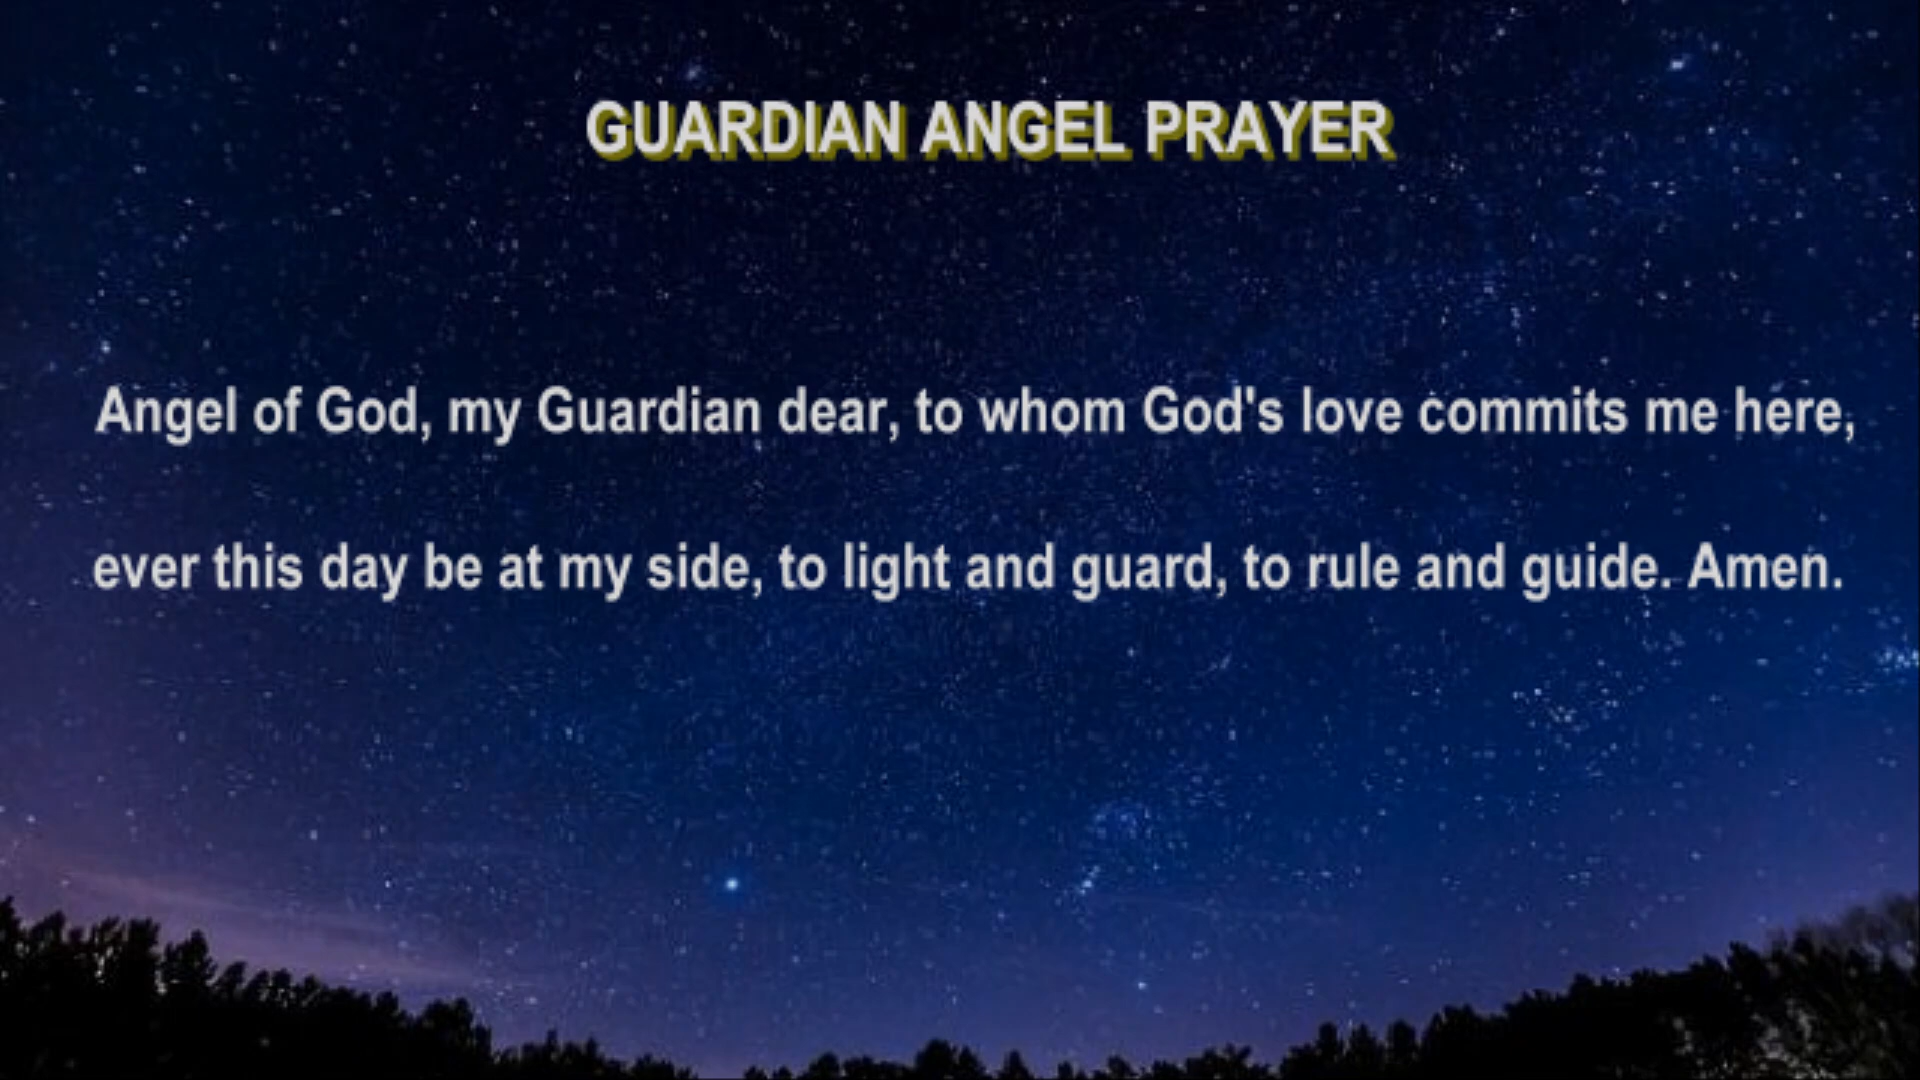 GUARDIAN ANGEL PRAYER
Angel of God, my Guardian dear, to whom God's love commits me here,
ever this day be at my side, to light and guard, to rule and guide. Amen.